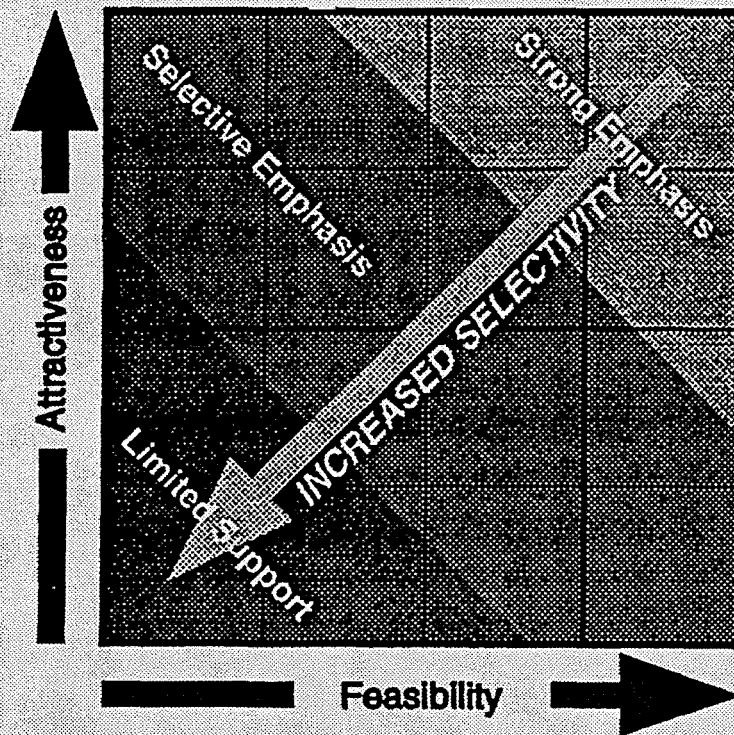 Selective Emphasis
Strong Emphasis
INCREASED SELECTIVITY
Limited Support
Attractiveness
Feasibility